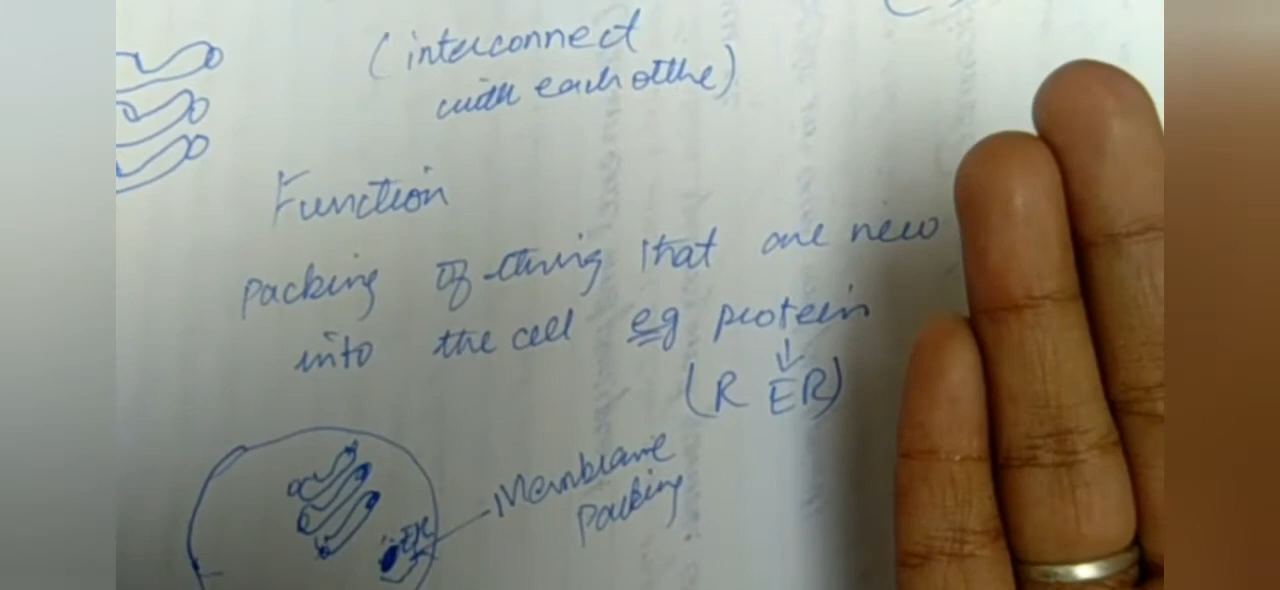 (interconnect
with each othe)
Function
packing of thing that are new
into the cell eg protein
(R ER)
Membrane
packing
ER